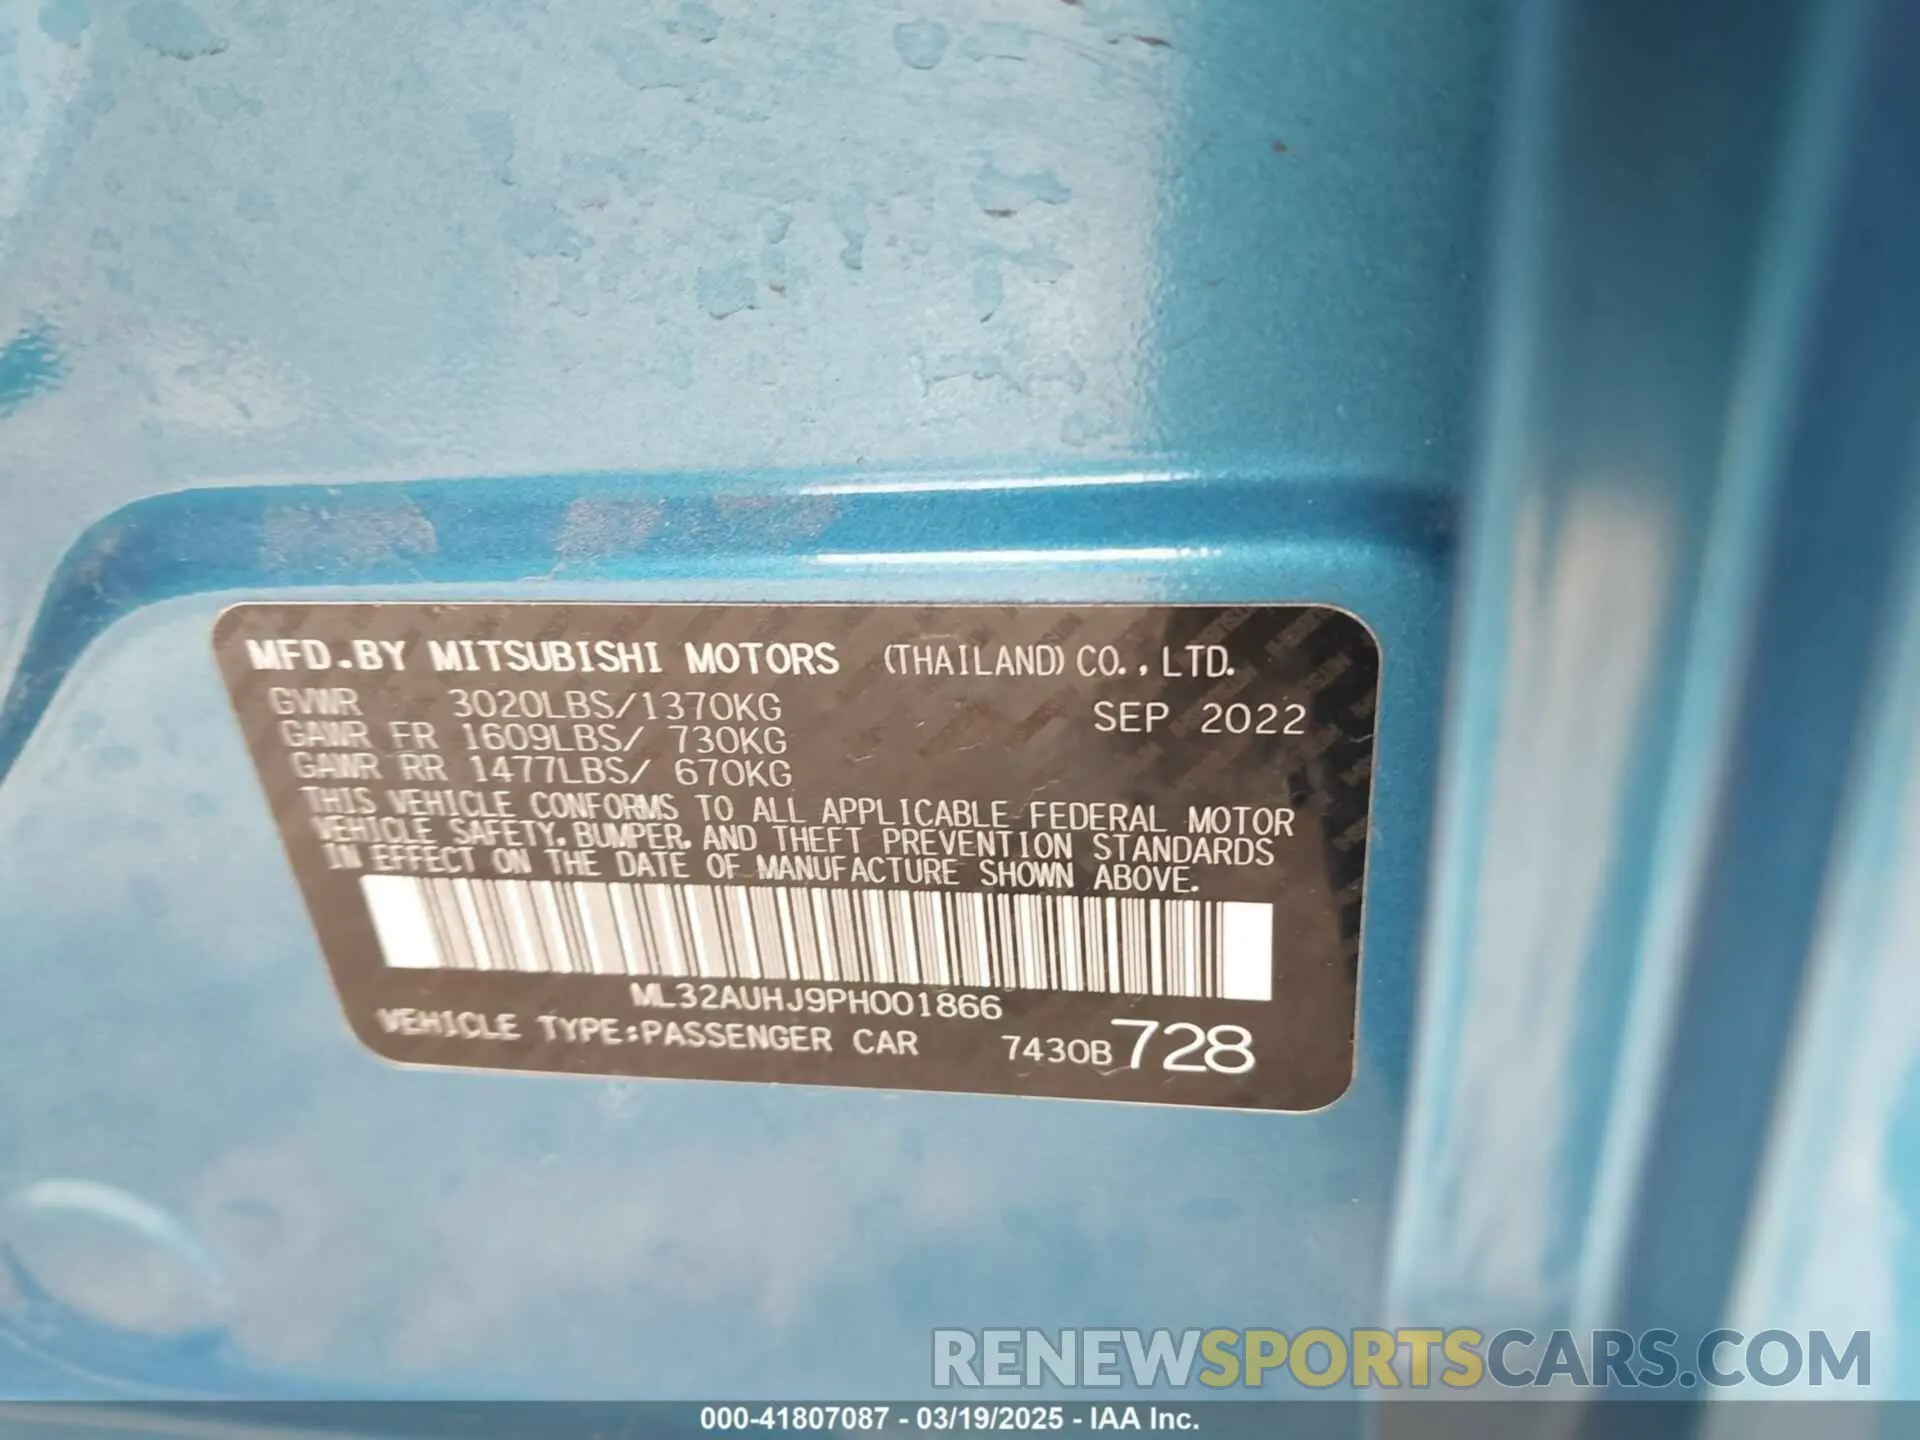 MFD.BY MITSUBISHI MOTORS (THAILAND) CO., LTD.
GVWR 3020LBS/1370KG SEP 2022
GAWR FR 1609LBS/ 730KG
GAWR RR 1477LBS/ 670KG
THIS VEHICLE CONFORMS TO ALL APPLICABLE FEDERAL MOTOR
VEHICLE SAFETY, BUMPER, AND THEFT PREVENTION STANDARDS
IN EFFECT ON THE DATE OF MANUFACTURE SHOWN ABOVE.
ML32AUHJ9PH001866
VEHICLE TYPE:PASSENGER CAR 7430B 728
RENEWSPORTSCARS.COM
000-41807087 - 03/19/2025 - IAA Inc.